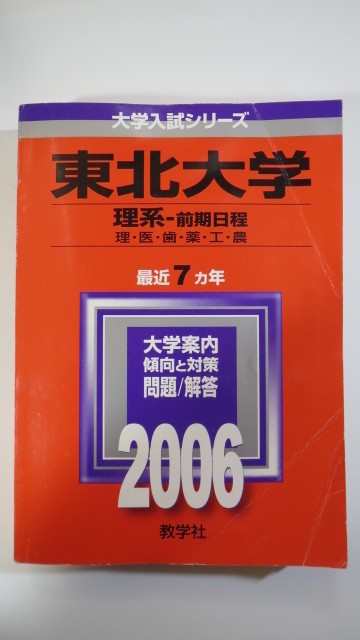 大学入試シリーズ
東北大学
理系-前期日程
理・医・歯・薬・工・農
最近7ヵ年
大学案内
傾向と対策
問題/解答
2006
教学社